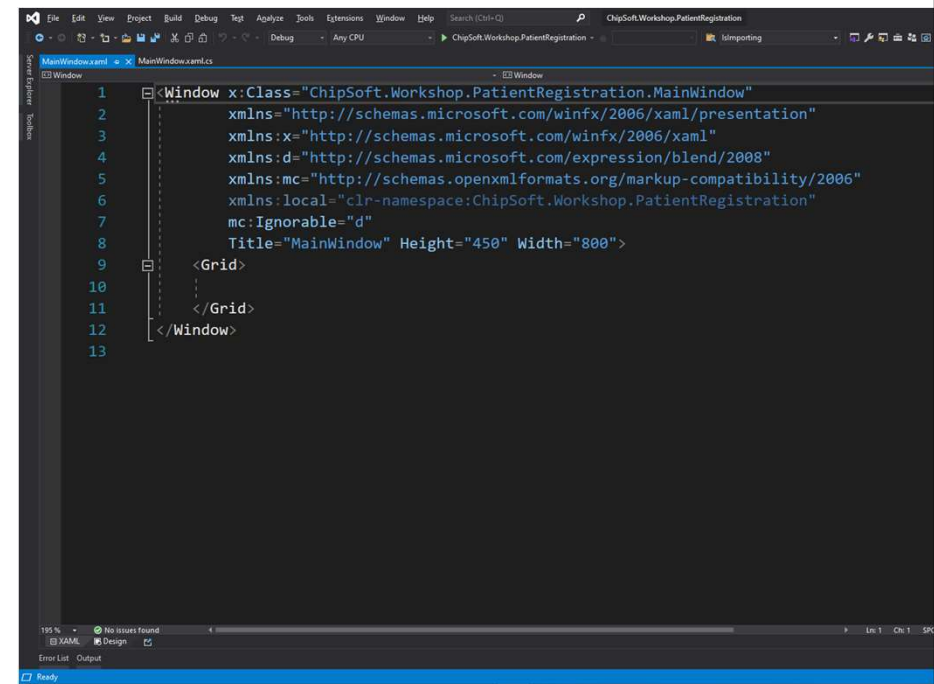 File Edit View Project Build Debug Test Analyze Tools Extensions Window Help Search (Ctrl+Q) ChipSoft.Workshop.PatientRegistration
Debug Any CPU ChipSoft.Workshop.PatientRegistration IsImporting
Server Explorer
Toolbox
MainWindow.xaml MainWindow.xaml.cs
Window Window
1 <Window x:Class="ChipSoft.Workshop.PatientRegistration.MainWindow"
2 xmlns="http://schemas.microsoft.com/winfx/2006/xaml/presentation"
3 xmlns:x="http://schemas.microsoft.com/winfx/2006/xaml"
4 xmlns:d="http://schemas.microsoft.com/expression/blend/2008"
5 xmlns:mc="http://schemas.openxmlformats.org/markup-compatibility/2006"
6 xmlns:local="clr-namespace:ChipSoft.Workshop.PatientRegistration"
7 mc:Ignorable="d"
8 Title="MainWindow" Height="450" Width="800">
9 <Grid>
10
11 </Grid>
12 </Window>
13
195 % No issues found Ln: 1 Ch: 1 SPC
XAML Design
Error List Output
Ready